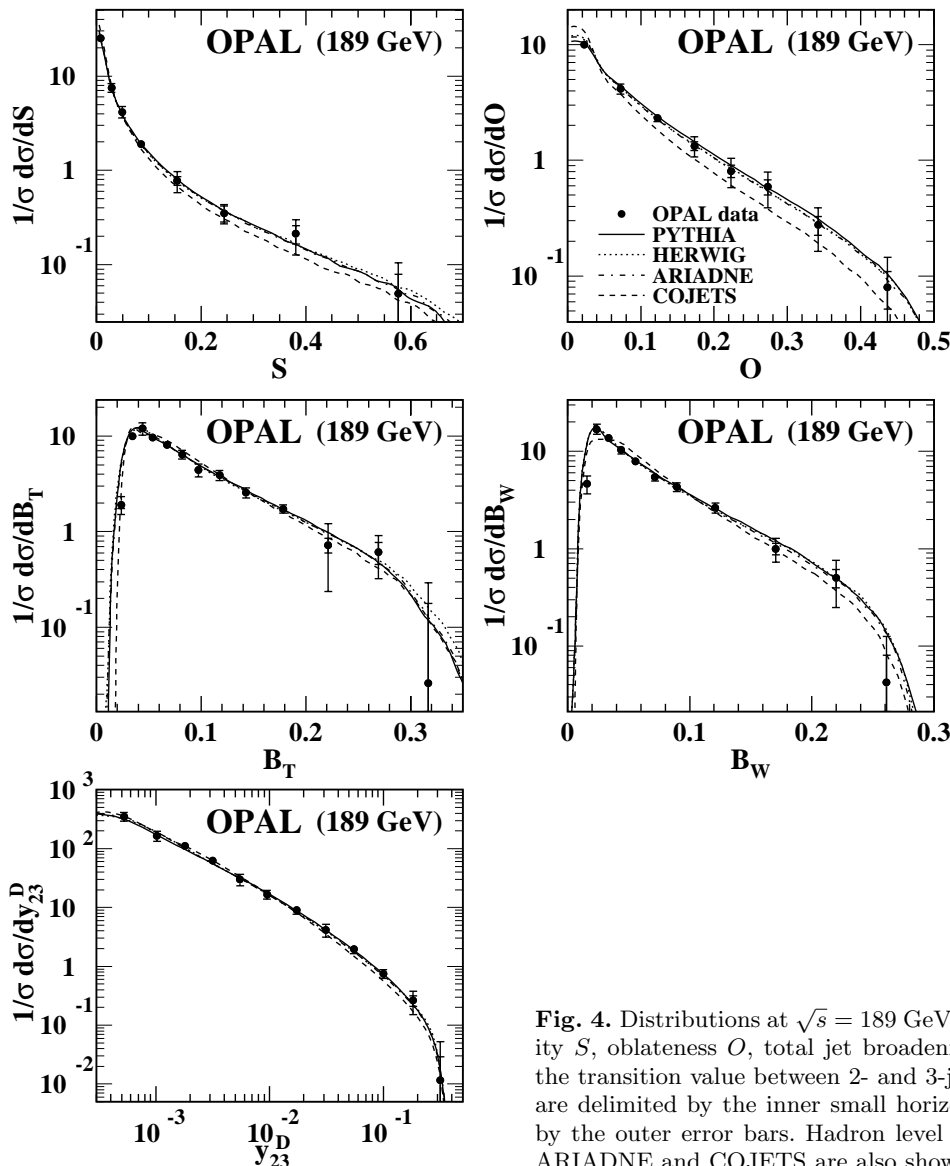 OPAL (189 GeV)
1/σ dσ/dS
10
1
10⁻¹
0 0.2 0.4 0.6
S
OPAL (189 GeV)
1/σ dσ/dO
10
1
10⁻¹
OPAL data
PYTHIA
HERWIG
ARIADNE
COJETS
0 0.1 0.2 0.3 0.4 0.5
O
OPAL (189 GeV)
1/σ dσ/dB_T
10
1
10⁻¹
0 0.1 0.2 0.3
B_T
OPAL (189 GeV)
1/σ dσ/dB_W
10
1
10⁻¹
0 0.1 0.2 0.3
B_W
OPAL (189 GeV)
1/σ dσ/dy₂₃ᴰ
10³
10²
10
1
10⁻¹
10⁻²
10⁻³ 10⁻² 10⁻¹
y₂₃ᴰ
Fig. 4. Distributions at √s = 189 GeV
ity S, oblateness O, total jet broadeni
the transition value between 2- and 3-j
are delimited by the inner small horiz
by the outer error bars. Hadron level
ARIADNE and COJETS are also show